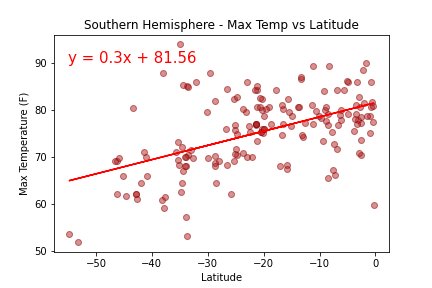 Southern Hemisphere - Max Temp vs Latitude
y = 0.3x + 81.56
Max Temperature (F)
90
80
70
60
50
−50
−40
−30
−20
−10
0
Latitude